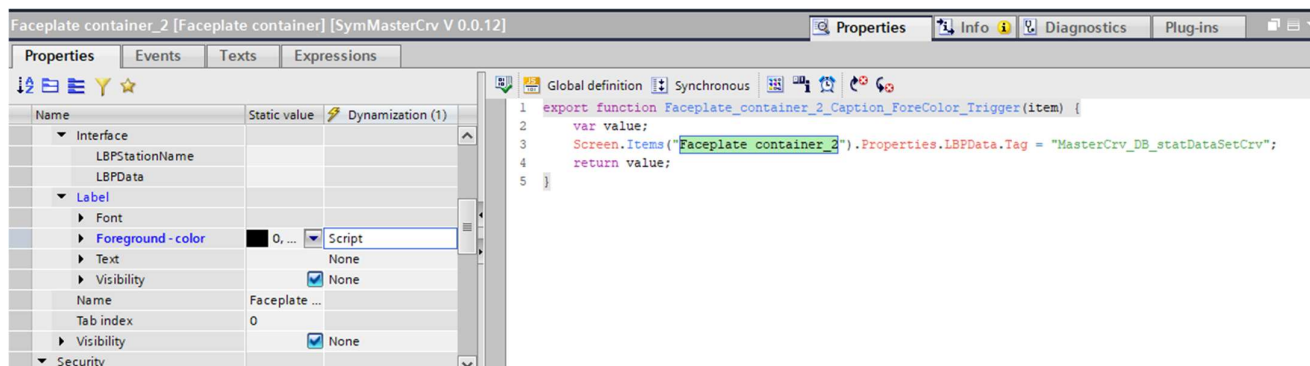 Faceplate container_2 [Faceplate container] [SymMasterCrv V 0.0.12]
Properties Info Diagnostics Plug-ins
Properties Events Texts Expressions
Global definition Synchronous
Name Static value Dynamization (1)
Interface
LBPStationName
LBPData
Label
Font
Foreground - color 0, ... Script
Text None
Visibility None
Name Faceplate ...
Tab index 0
Visibility None
Security
1 export function Faceplate_container_2_Caption_ForeColor_Trigger(item) {
2 var value;
3 Screen.Items("Faceplate container_2").Properties.LBPData.Tag = "MasterCrv_DB_statDataSetCrv";
4 return value;
5 }